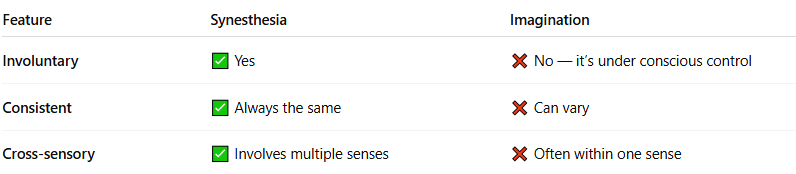 Feature Synesthesia Imagination
Involuntary ✅ Yes ❌ No — it’s under conscious control
Consistent ✅ Always the same ❌ Can vary
Cross-sensory ✅ Involves multiple senses ❌ Often within one sense